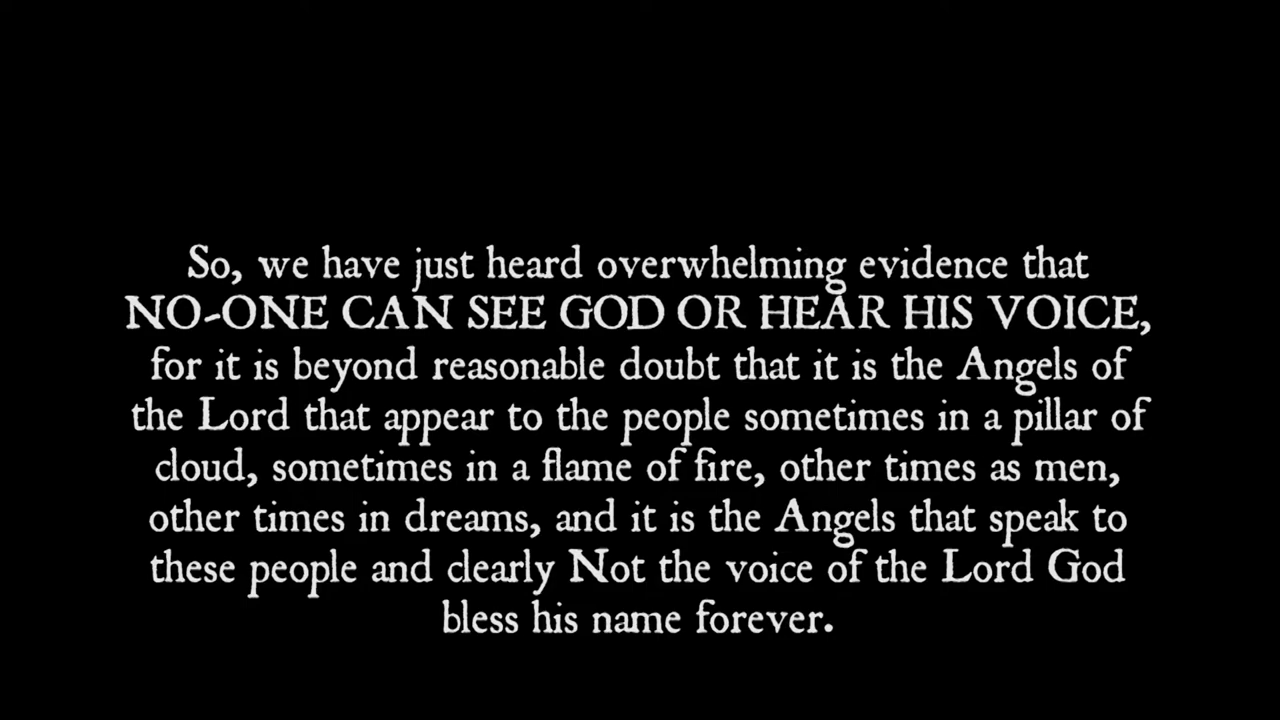 So, we have just heard overwhelming evidence that
NO-ONE CAN SEE GOD OR HEAR HIS VOICE,
for it is beyond reasonable doubt that it is the Angels of
the Lord that appear to the people sometimes in a pillar of
cloud, sometimes in a flame of fire, other times as men,
other times in dreams, and it is the Angels that speak to
these people and clearly Not the voice of the Lord God
bless his name forever.